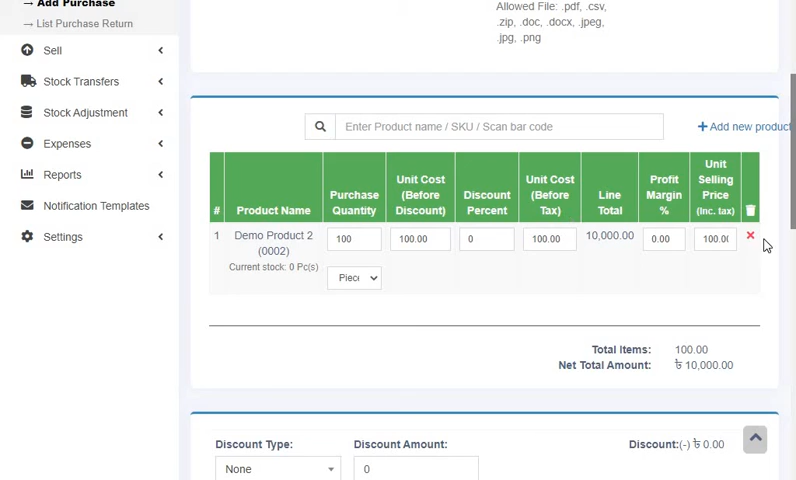 → Add Purchase
→ List Purchase Return
Sell
Stock Transfers
Stock Adjustment
Expenses
Reports
Notification Templates
Settings
Allowed File: .pdf, .csv,
.zip, .doc, .docx, .jpeg,
.jpg, .png
Enter Product name / SKU / Scan bar code
+ Add new product
# Product Name Purchase Quantity Unit Cost (Before Discount) Discount Percent Unit Cost (Before Tax) Line Total Profit Margin % Unit Selling Price (Inc. tax)
1 Demo Product 2 100 100.00 0 100.00 10,000.00 0.00 100.0(
(0002)
Current stock: 0 Pc(s)
Piece
Total Items: 100.00
Net Total Amount: ৳ 10,000.00
Discount Type: Discount Amount: Discount:(-) ৳ 0.00
None 0